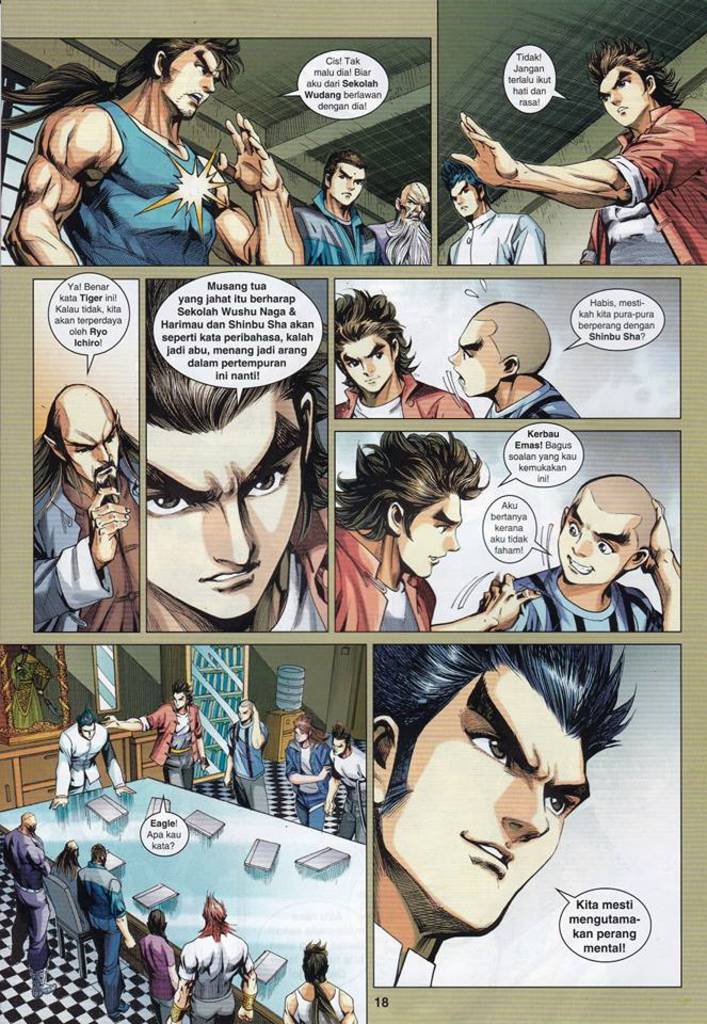 Cis! Tak
malu dia! Biar
aku dari Sekolah
Wudang berlawan
dengan dia!
Tidak!
Jangan
terlalu ikut
hati dan
rasa!
Ya! Benar
kata Tiger ini!
Kalau tidak, kita
akan terperdaya
oleh Ryo
Ichiro!
Musang tua
yang jahat itu berharap
Sekolah Wushu Naga &
Harimau dan Shinbu Sha akan
seperti kata peribahasa, kalah
jadi abu, menang jadi arang
dalam pertempuran
ini nanti!
Habis, mesti-
kah kita pura-pura
berperang dengan
Shinbu Sha?
Kerbau
Emas! Bagus
soalan yang kau
kemukakan
ini!
Aku
bertanya
kerana
aku tidak
faham!
Eagle!
Apa kau
kata?
Kita mesti
mengutama-
kan perang
mental!
18